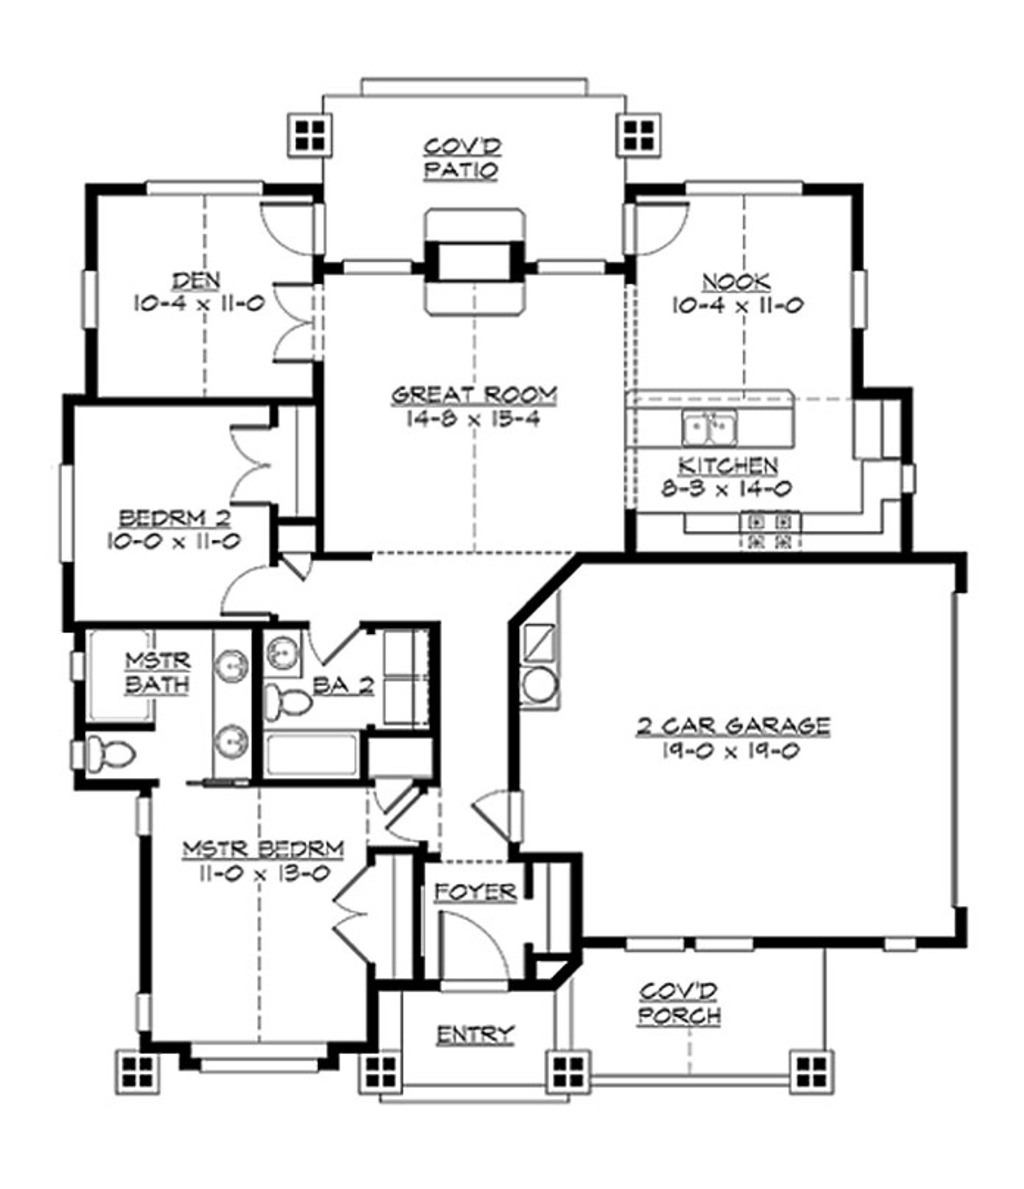 COV'D
PATIO
DEN
10-4 x 11-0
NOOK
10-4 x 11-0
GREAT ROOM
14-8 x 15-4
KITCHEN
8-3 x 14-0
BEDRM 2
10-0 x 11-0
MSTR
BATH
BA 2
2 CAR GARAGE
19-0 x 19-0
MSTR BEDRM
11-0 x 13-0
FOYER
COV'D
PORCH
ENTRY